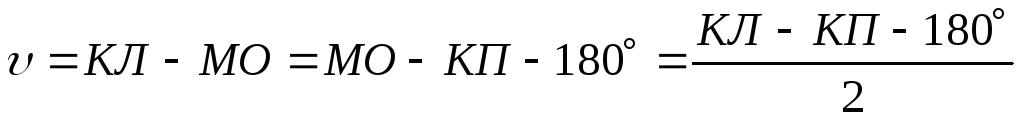 υ = КЛ - МО = МО - КП - 180° = (КЛ - КП - 180°) / 2